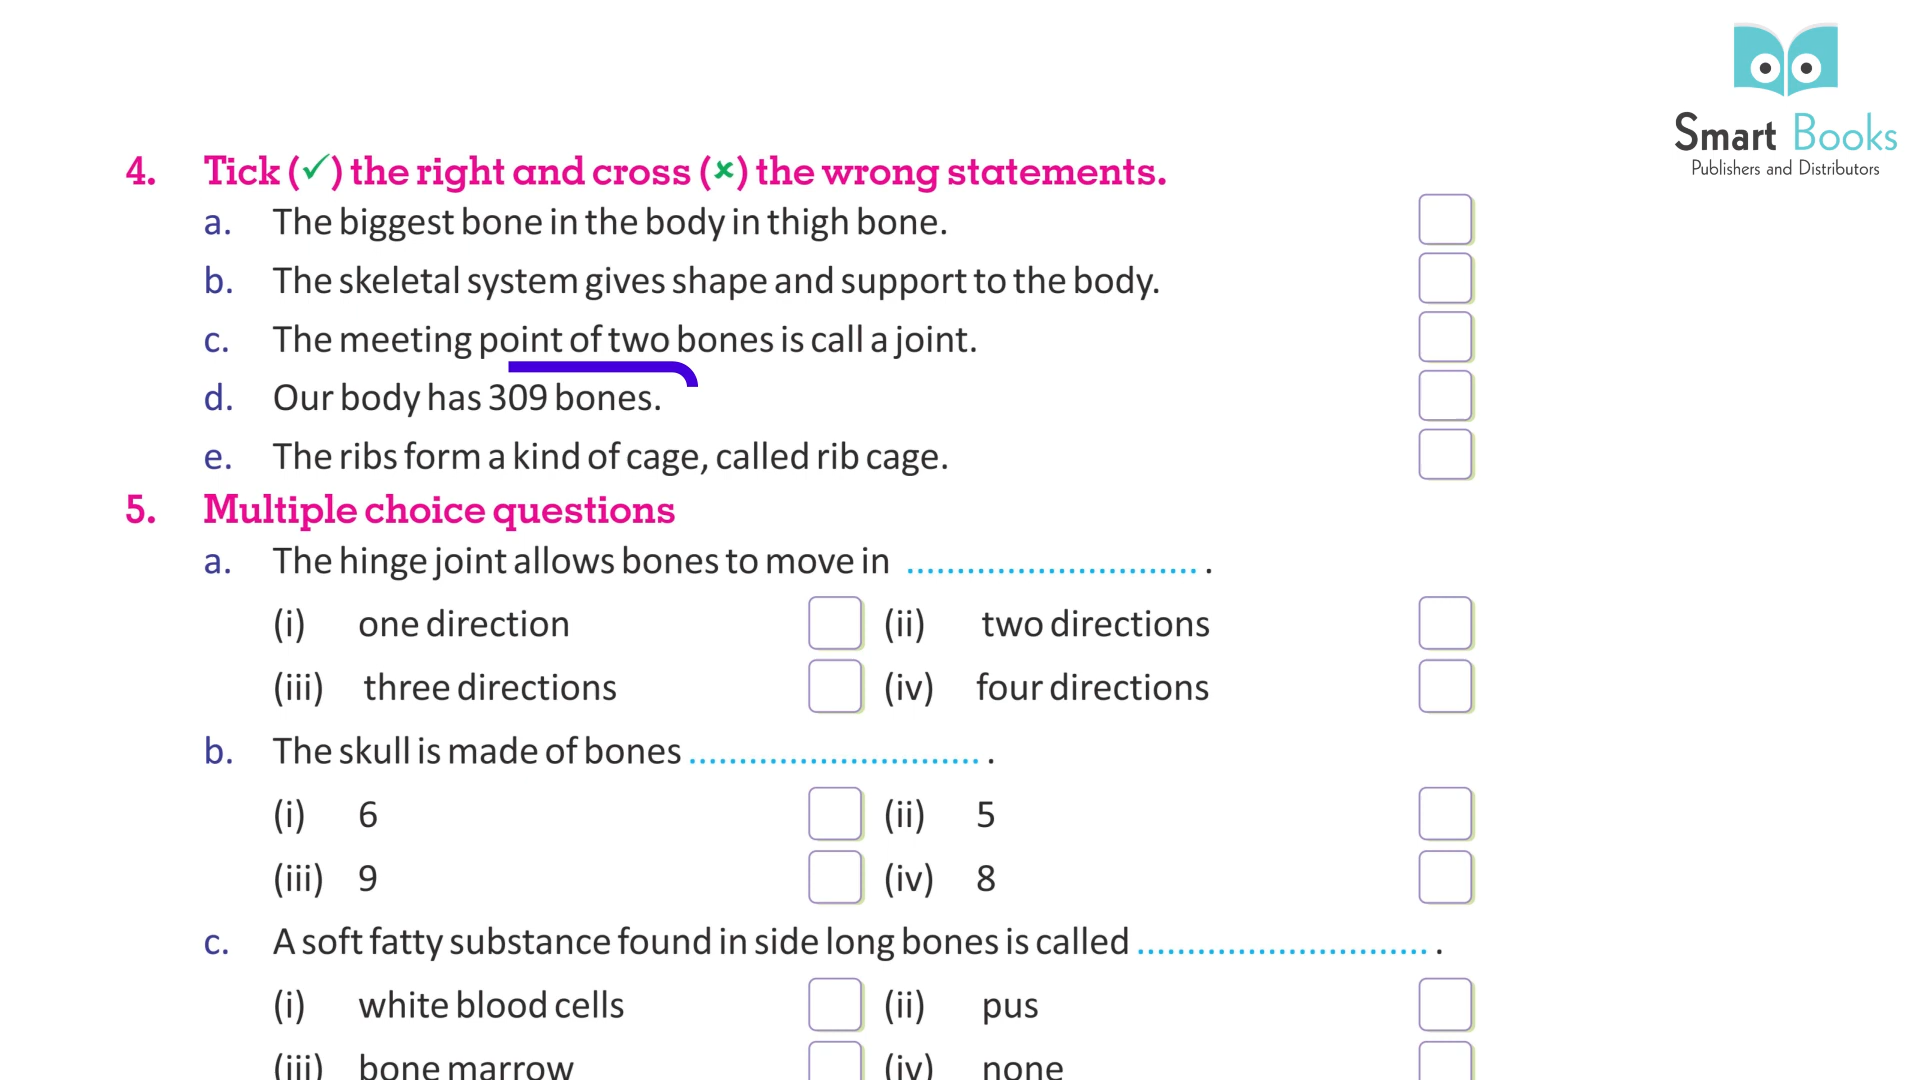 Smart Books
Publishers and Distributors
4. Tick (✓) the right and cross (✗) the wrong statements.
a. The biggest bone in the body in thigh bone.
b. The skeletal system gives shape and support to the body.
c. The meeting point of two bones is call a joint.
d. Our body has 309 bones.
e. The ribs form a kind of cage, called rib cage.
5. Multiple choice questions
a. The hinge joint allows bones to move in ............................. .
(i) one direction (ii) two directions
(iii) three directions (iv) four directions
b. The skull is made of bones ............................. .
(i) 6 (ii) 5
(iii) 9 (iv) 8
c. A soft fatty substance found in side long bones is called ............................. .
(i) white blood cells (ii) pus
(iii) bone marrow (iv) none